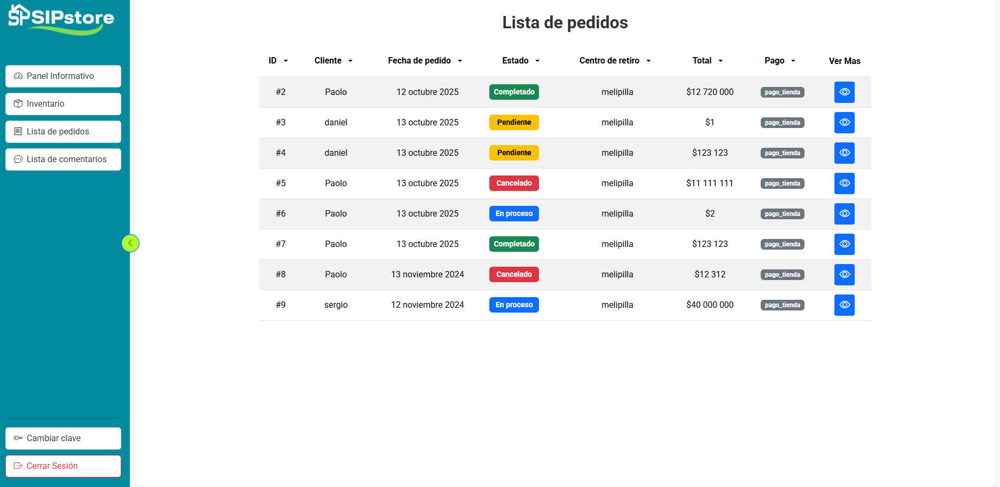 SP SIPstore
Panel Informativo
Inventario
Lista de pedidos
Lista de comentarios
Cambiar clave
Cerrar Sesión
Lista de pedidos
ID Cliente Fecha de pedido Estado Centro de retiro Total Pago Ver Mas
#2 Paolo 12 octubre 2025 Completado melipilla $12 720 000 pago_tienda
#3 daniel 13 octubre 2025 Pendiente melipilla $1 pago_tienda
#4 daniel 13 octubre 2025 Pendiente melipilla $123 123 pago_tienda
#5 Paolo 13 octubre 2025 Cancelado melipilla $11 111 111 pago_tienda
#6 Paolo 13 octubre 2025 En proceso melipilla $2 pago_tienda
#7 Paolo 13 octubre 2025 Completado melipilla $123 123 pago_tienda
#8 Paolo 13 noviembre 2024 Cancelado melipilla $12 312 pago_tienda
#9 sergio 12 noviembre 2024 En proceso melipilla $40 000 000 pago_tienda